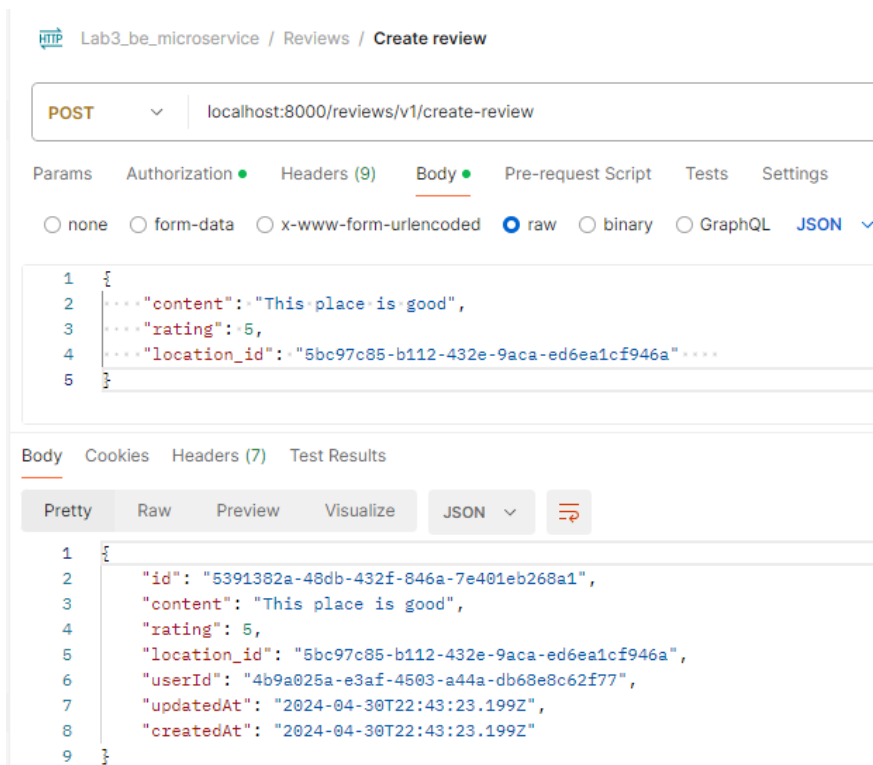 HTTP Lab3_be_microservice / Reviews / Create review
POST localhost:8000/reviews/v1/create-review
Params Authorization Headers (9) Body Pre-request Script Tests Settings
none form-data x-www-form-urlencoded raw binary GraphQL JSON
1 {
2 "content": "This place is good",
3 "rating": 5,
4 "location_id": "5bc97c85-b112-432e-9aca-ed6ea1cf946a"
5 }
Body Cookies Headers (7) Test Results
Pretty Raw Preview Visualize JSON
1 {
2 "id": "5391382a-48db-432f-846a-7e401eb268a1",
3 "content": "This place is good",
4 "rating": 5,
5 "location_id": "5bc97c85-b112-432e-9aca-ed6ea1cf946a",
6 "userId": "4b9a025a-e3af-4503-a44a-db68e8c62f77",
7 "updatedAt": "2024-04-30T22:43:23.199Z",
8 "createdAt": "2024-04-30T22:43:23.199Z"
9 }